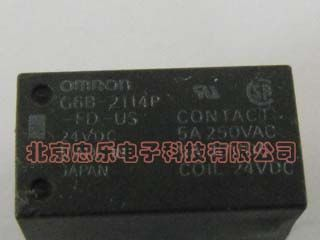 omron
G6B-2114P
-FD-US
CONTACT
24VDC
5A 250VAC
北京忠乐电子科技有限公司
JAPAN
COIL 24VDC